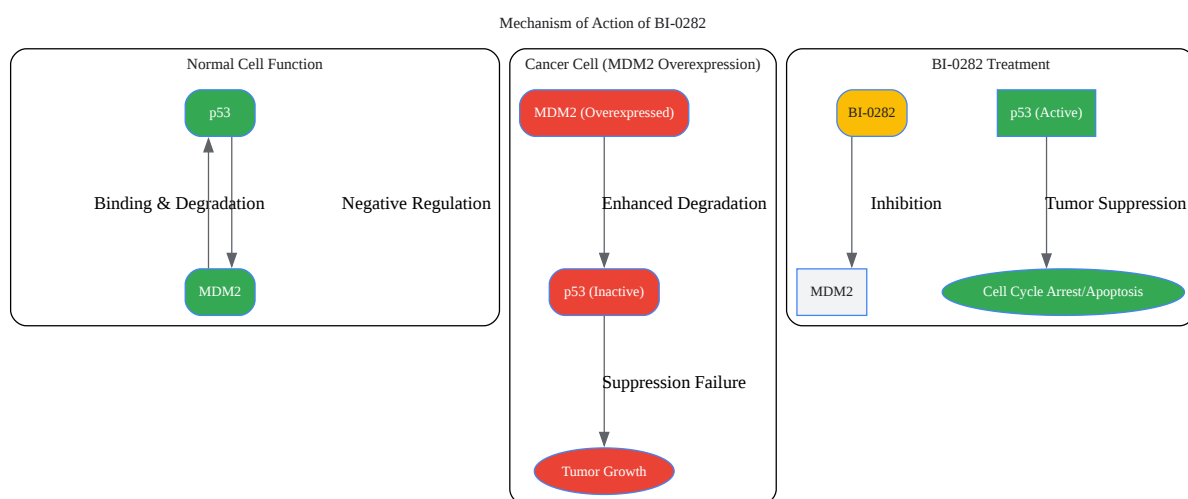 Mechanism of Action of BI-0282
Normal Cell Function
p53
Binding & Degradation
Negative Regulation
MDM2
Cancer Cell (MDM2 Overexpression)
MDM2 (Overexpressed)
Enhanced Degradation
p53 (Inactive)
Suppression Failure
Tumor Growth
BI-0282 Treatment
BI-0282
p53 (Active)
Inhibition
Tumor Suppression
MDM2
Cell Cycle Arrest/Apoptosis